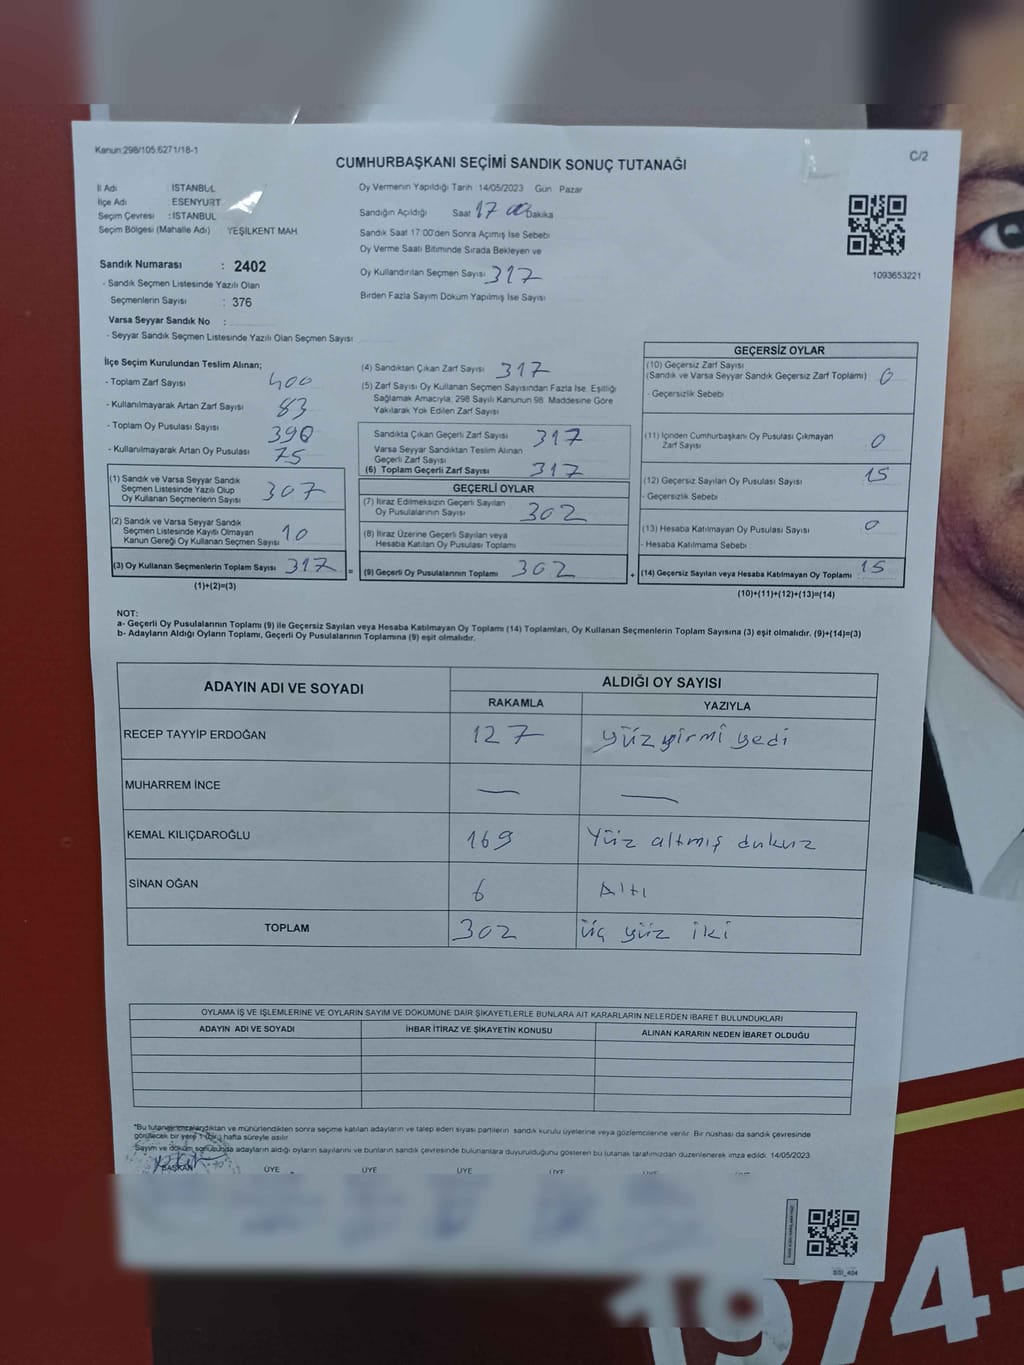 Kanun:298/105:6271/18-1
C/2
CUMHURBAŞKANI SEÇİMİ SANDIK SONUÇ TUTANAĞI
İl Adı : İSTANBUL
İlçe Adı : ESENYURT
Seçim Çevresi : İSTANBUL
Seçim Bölgesi (Mahalle Adı) YEŞİLKENT MAH
Sandık Numarası : 2402
- Sandık Seçmen Listesinde Yazılı Olan
Seçmenlerin Sayısı : 376
Varsa Seyyar Sandık No :
- Seyyar Sandık Seçmen Listesinde Yazılı Olan Seçmen Sayısı
Oy Vermenin Yapıldığı Tarih 14/05/2023 Gün Pazar
Sandığın Açıldığı Saat 17 00 Dakika
Sandık Saat 17:00'den Sonra Açımış İse Sebebi
Oy Verme Saati Bitiminde Sırada Bekleyen ve
Oy Kullandırılan Seçmen Sayısı 317
Birden Fazla Sayım Döküm Yapılmış İse Sayısı
1093653221
İlçe Seçim Kurulundan Teslim Alınan;
- Toplam Zarf Sayısı 400
- Kullanılmayarak Artan Zarf Sayısı 83
- Toplam Oy Pusulası Sayısı 390
- Kullanılmayarak Artan Oy Pusulası 75
(1) Sandık ve Varsa Seyyar Sandık
Seçmen Listesinde Yazılı Olup
Oy Kullanan Seçmenlerin Sayısı 307
(2) Sandık ve Varsa Seyyar Sandık
Seçmen Listesinde Kayıtlı Olmayan
Kanun Gereği Oy Kullanan Seçmen Sayısı 10
(3) Oy Kullanan Seçmenlerin Toplam Sayısı 317 =
(1)+(2)=(3)
(4) Sandıktan Çıkan Zarf Sayısı 317
(5) Zarf Sayısı Oy Kullanan Seçmen Sayısından Fazla İse, Eşitliği
Sağlamak Amacıyla, 298 Sayılı Kanunun 98. Maddesine Göre
Yakılarak Yok Edilen Zarf Sayısı
Sandıkta Çıkan Geçerli Zarf Sayısı 317
Varsa Seyyar Sandıktan Teslim Alınan
Geçerli Zarf Sayısı
(6) Toplam Geçerli Zarf Sayısı 317
GEÇERLİ OYLAR
(7) İtiraz Edilmeksizin Geçerli Sayılan
Oy Pusulalarının Sayısı 302
(8) İtiraz Üzerine Geçerli Sayılan veya
Hesaba Katılan Oy Pusulası Toplamı
(9) Geçerli Oy Pusulalarının Toplamı 302 +
GEÇERSİZ OYLAR
(10) Geçersiz Zarf Sayısı
(Sandık ve Varsa Seyyar Sandık Geçersiz Zarf Toplamı) 0
- Geçersizlik Sebebi
(11) İçinden Cumhurbaşkanı Oy Pusulası Çıkmayan
Zarf Sayısı 0
(12) Geçersiz Sayılan Oy Pusulası Sayısı 15
- Geçersizlik Sebebi
(13) Hesaba Katılmayan Oy Pusulası Sayısı 0
- Hesaba Katılmama Sebebi
(14) Geçersiz Sayılan veya Hesaba Katılmayan Oy Toplamı 15
(10)+(11)+(12)+(13)=(14)
NOT:
a- Geçerli Oy Pusulalarının Toplamı (9) ile Geçersiz Sayılan veya Hesaba Katılmayan Oy Toplamı (14) Toplamları, Oy Kullanan Seçmenlerin Toplam Sayısına (3) eşit olmalıdır. (9)+(14)=(3)
b- Adayların Aldığı Oyların Toplamı, Geçerli Oy Pusulalarının Toplamına (9) eşit olmalıdır.
ADAYIN ADI VE SOYADI
ALDIĞI OY SAYISI
RAKAMLA YAZIYLA
RECEP TAYYİP ERDOĞAN 127 yüzyirmi yedi
MUHARREM İNCE — —
KEMAL KILIÇDAROĞLU 169 Yüz altmış dokuz
SİNAN OĞAN 6 Altı
TOPLAM 302 üç yüz iki
OYLAMA İŞ VE İŞLEMLERİNE VE OYLARIN SAYIM VE DÖKÜMÜNE DAİR ŞİKAYETLERLE BUNLARA AİT KARARLARIN NELERDEN İBARET BULUNDUKLARI
ADAYIN ADI VE SOYADI İHBAR İTİRAZ VE ŞİKAYETİN KONUSU ALINAN KARARIN NEDEN İBARET OLDUĞU
*Bu tutanak imzalandıktan ve mühürlendikten sonra seçime katılan adayların ve talep eden siyasi partilerin sandık kurulu üyelerine veya gözlemcilerine verilir. Bir nüshası da sandık çevresinde
görülecek bir yere 1 (bir) hafta süreyle asılır.
Sayım ve döküm sonucunda adayların aldığı oyların sayılarını ve bunların sandık çevresinde bulunanlara duyurulduğunu gösteren bu tutanak tarafımızdan düzenlenerek imza edildi. 14/05/2023
BAŞKAN ÜYE ÜYE ÜYE ÜYE
1974-